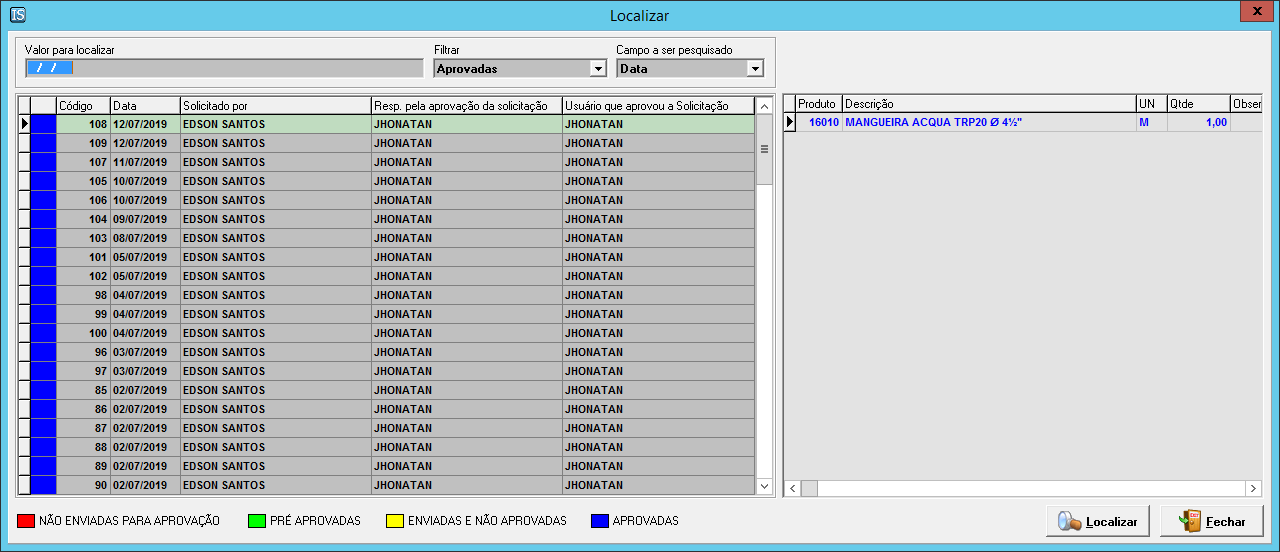 IS Localizar x
Valor para localizar Filtrar Campo a ser pesquisado
/ / Aprovadas Data
Código Data Solicitado por Resp. pela aprovação da solicitação Usuário que aprovou a Solicitação
108 12/07/2019 EDSON SANTOS JHONATAN JHONATAN
109 12/07/2019 EDSON SANTOS JHONATAN JHONATAN
107 11/07/2019 EDSON SANTOS JHONATAN JHONATAN
105 10/07/2019 EDSON SANTOS JHONATAN JHONATAN
106 10/07/2019 EDSON SANTOS JHONATAN JHONATAN
104 09/07/2019 EDSON SANTOS JHONATAN JHONATAN
103 08/07/2019 EDSON SANTOS JHONATAN JHONATAN
101 05/07/2019 EDSON SANTOS JHONATAN JHONATAN
102 05/07/2019 EDSON SANTOS JHONATAN JHONATAN
98 04/07/2019 EDSON SANTOS JHONATAN JHONATAN
99 04/07/2019 EDSON SANTOS JHONATAN JHONATAN
100 04/07/2019 EDSON SANTOS JHONATAN JHONATAN
96 03/07/2019 EDSON SANTOS JHONATAN JHONATAN
97 03/07/2019 EDSON SANTOS JHONATAN JHONATAN
85 02/07/2019 EDSON SANTOS JHONATAN JHONATAN
86 02/07/2019 EDSON SANTOS JHONATAN JHONATAN
87 02/07/2019 EDSON SANTOS JHONATAN JHONATAN
88 02/07/2019 EDSON SANTOS JHONATAN JHONATAN
89 02/07/2019 EDSON SANTOS JHONATAN JHONATAN
90 02/07/2019 EDSON SANTOS JHONATAN JHONATAN
Produto Descrição UN Qtde Obser
16010 MANGUEIRA ACQUA TRP20 Ø 4½" M 1,00
NÃO ENVIADAS PARA APROVAÇÃO PRÉ APROVADAS ENVIADAS E NÃO APROVADAS APROVADAS
Localizar Fechar